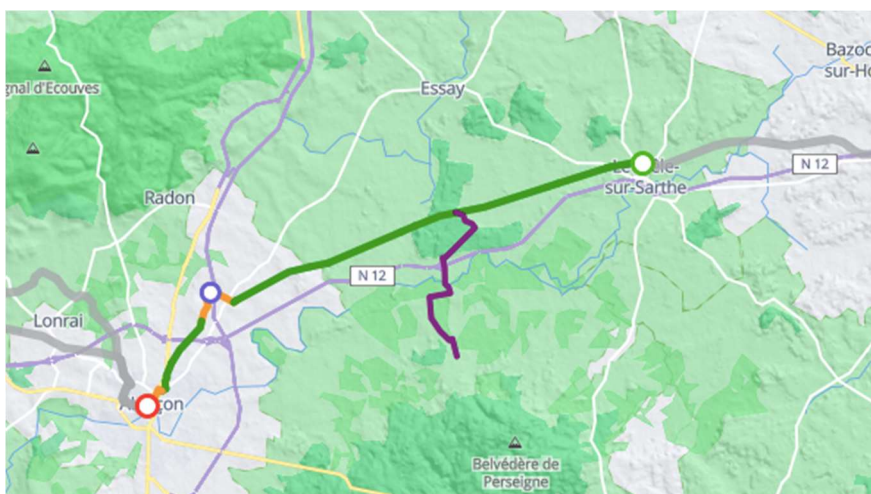 Bazoc
sur-Ho
gnal d'Ecouves
Essay
N 12
sur-Sarthe
Radon
N 12
Lonrai
Belvédère de
Perseigne